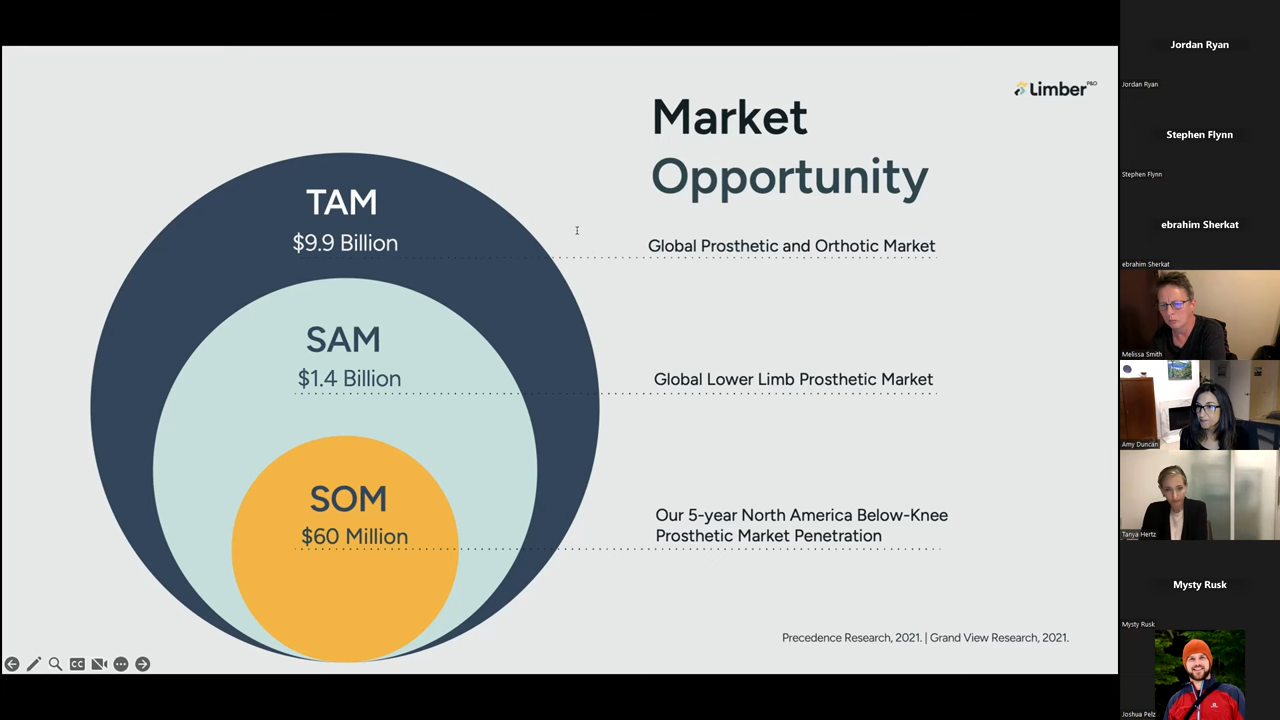 Limber P&O
Market
Opportunity
TAM
$9.9 Billion
Global Prosthetic and Orthotic Market
SAM
$1.4 Billion
Global Lower Limb Prosthetic Market
SOM
$60 Million
Our 5-year North America Below-Knee
Prosthetic Market Penetration
Precedence Research, 2021. | Grand View Research, 2021.
CC
Jordan Ryan
Jordan Ryan
Stephen Flynn
Stephen Flynn
ebrahim Sherkat
ebrahim Sherkat
Melissa Smith
Amy Duncan
Tanya Hertz
Mysty Rusk
Mysty Rusk
Joshua Pelz